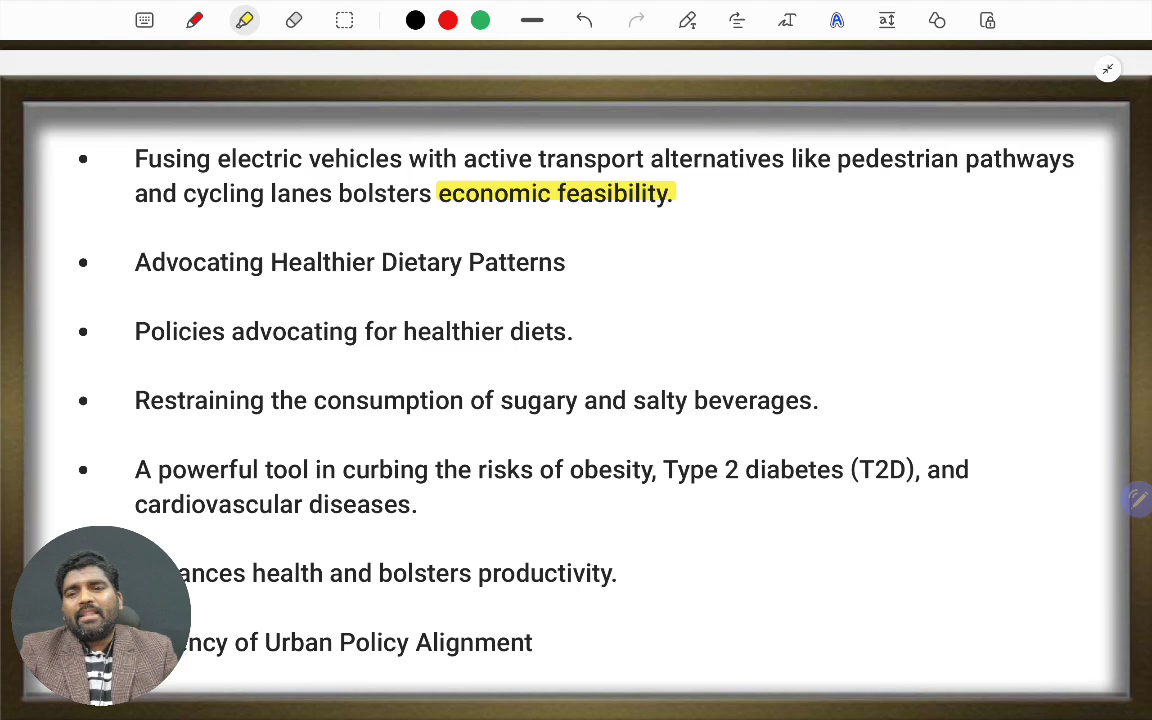 • Fusing electric vehicles with active transport alternatives like pedestrian pathways
and cycling lanes bolsters economic feasibility.
• Advocating Healthier Dietary Patterns
• Policies advocating for healthier diets.
• Restraining the consumption of sugary and salty beverages.
• A powerful tool in curbing the risks of obesity, Type 2 diabetes (T2D), and
cardiovascular diseases.
health and bolsters productivity.
of Urban Policy Alignment